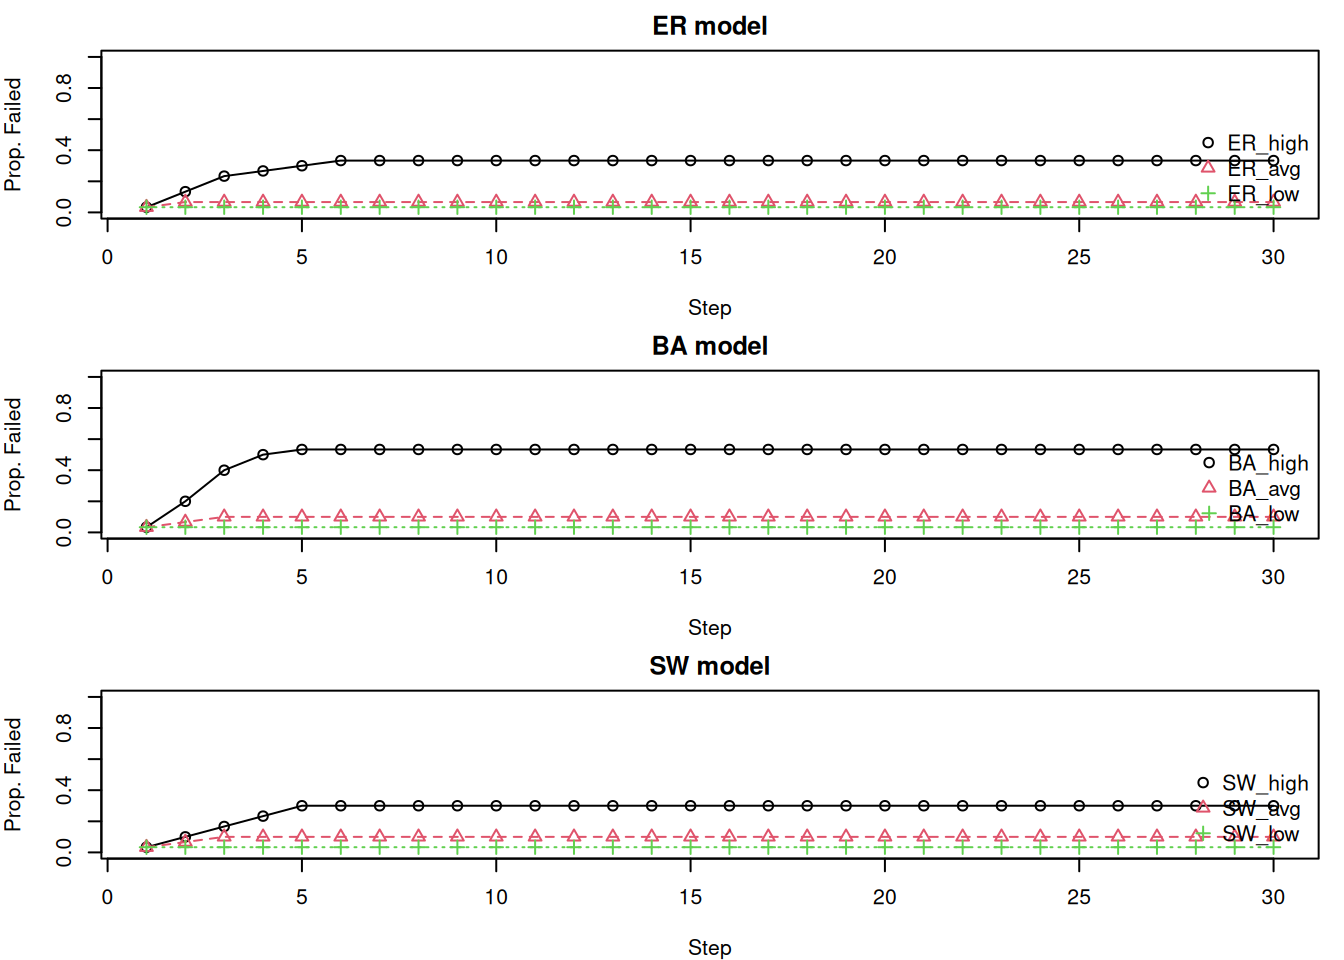 ER model
Prop. Failed
0.0 0.4 0.8
ER_high
ER_avg
ER_low
0 5 10 15 20 25 30
Step
BA model
Prop. Failed
0.0 0.4 0.8
BA_high
BA_avg
BA_low
0 5 10 15 20 25 30
Step
SW model
Prop. Failed
0.0 0.4 0.8
SW_high
SW_avg
SW_low
0 5 10 15 20 25 30
Step